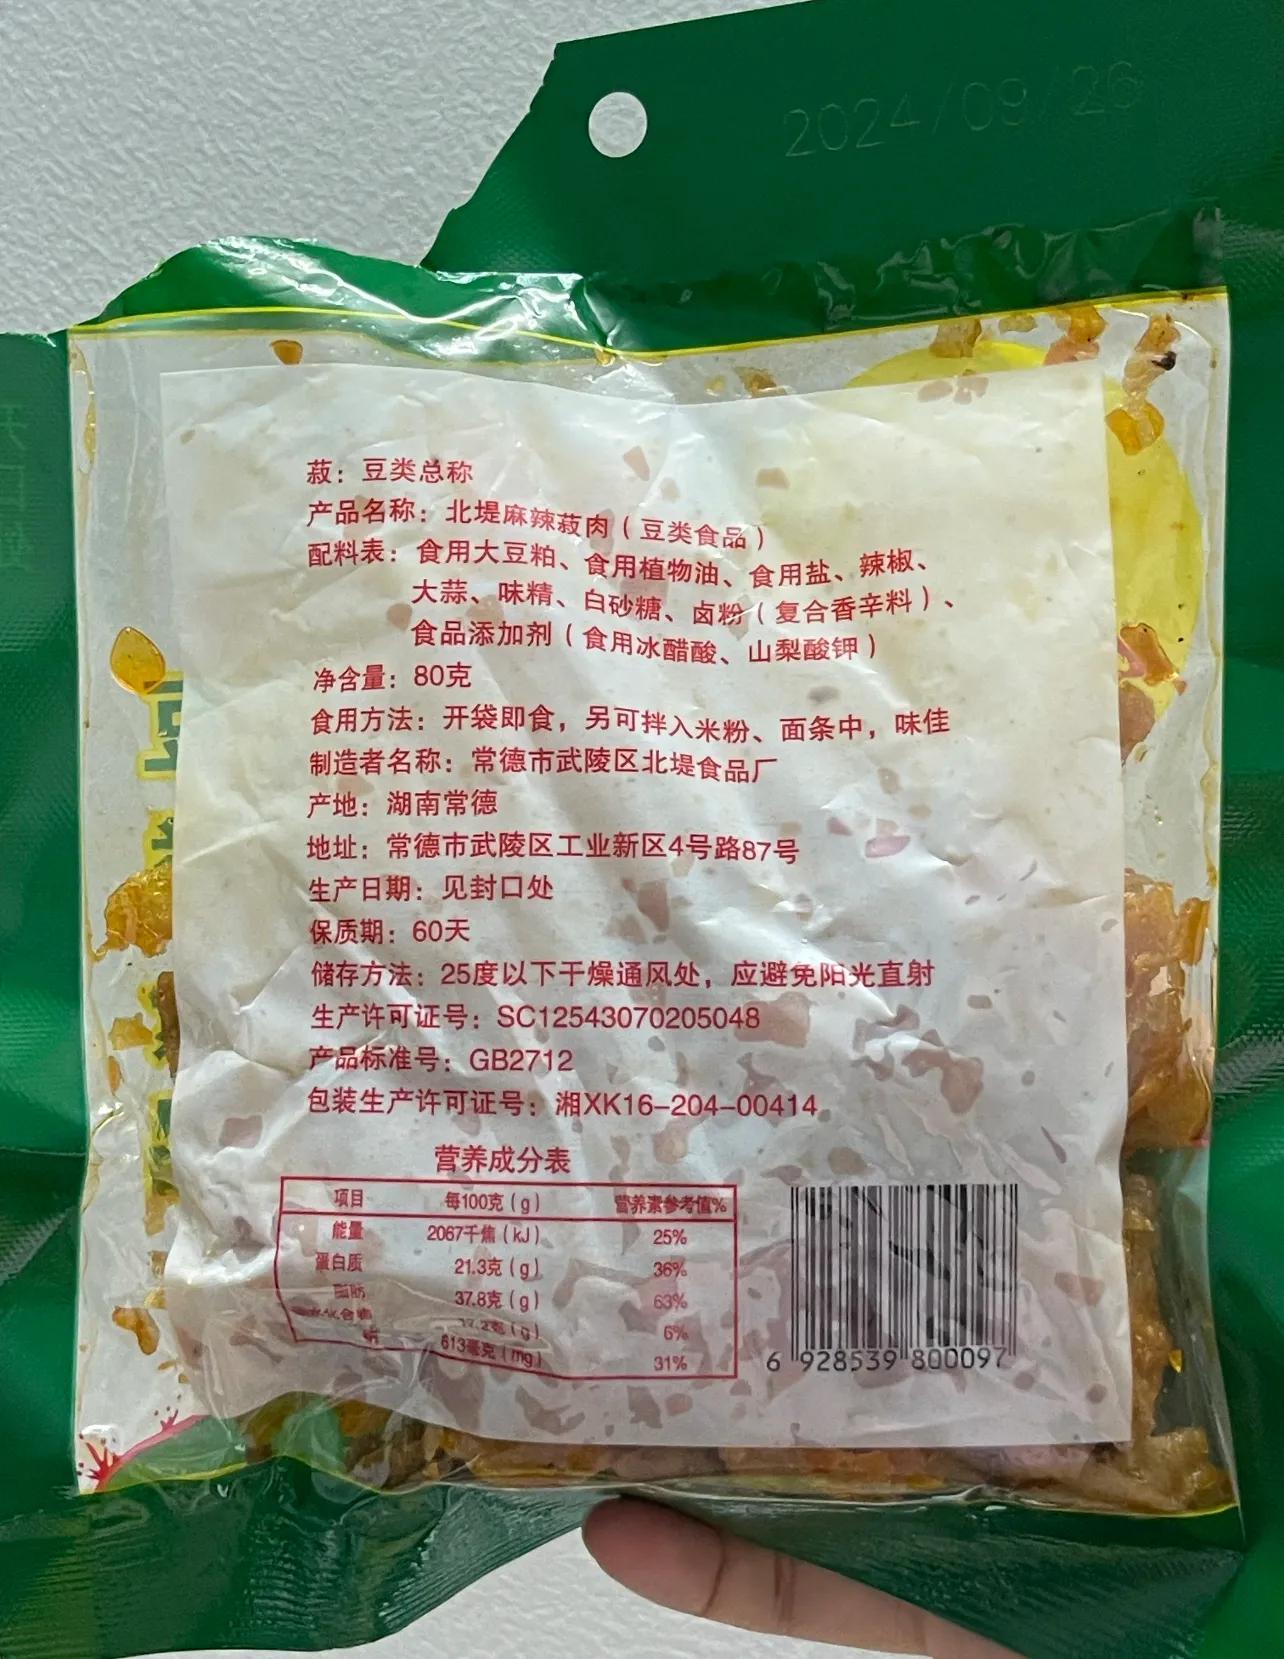 2024/09/26
菽：豆类总称
产品名称：北堤麻辣菽肉（豆类食品）
配料表：食用大豆粕、食用植物油、食用盐、辣椒、
大蒜、味精、白砂糖、卤粉（复合香辛料）、
食品添加剂（食用冰醋酸、山梨酸钾）
净含量：80克
食用方法：开袋即食，另可拌入米粉、面条中，味佳
制造者名称：常德市武陵区北堤食品厂
产地：湖南常德
地址：常德市武陵区工业新区4号路87号
生产日期：见封口处
保质期：60天
储存方法：25度以下干燥通风处，应避免阳光直射
生产许可证号：SC12543070205048
产品标准号：GB2712
包装生产许可证号：湘XK16-204-00414
营养成分表
项目 每100克（g） 营养素参考值%
能量 2067千焦（kJ） 25%
蛋白质 21.3克（g） 36%
脂肪 37.8克（g） 63%
碳水化合物 17.2克（g） 6%
钠 613毫克（mg） 31%
6 928539 800097